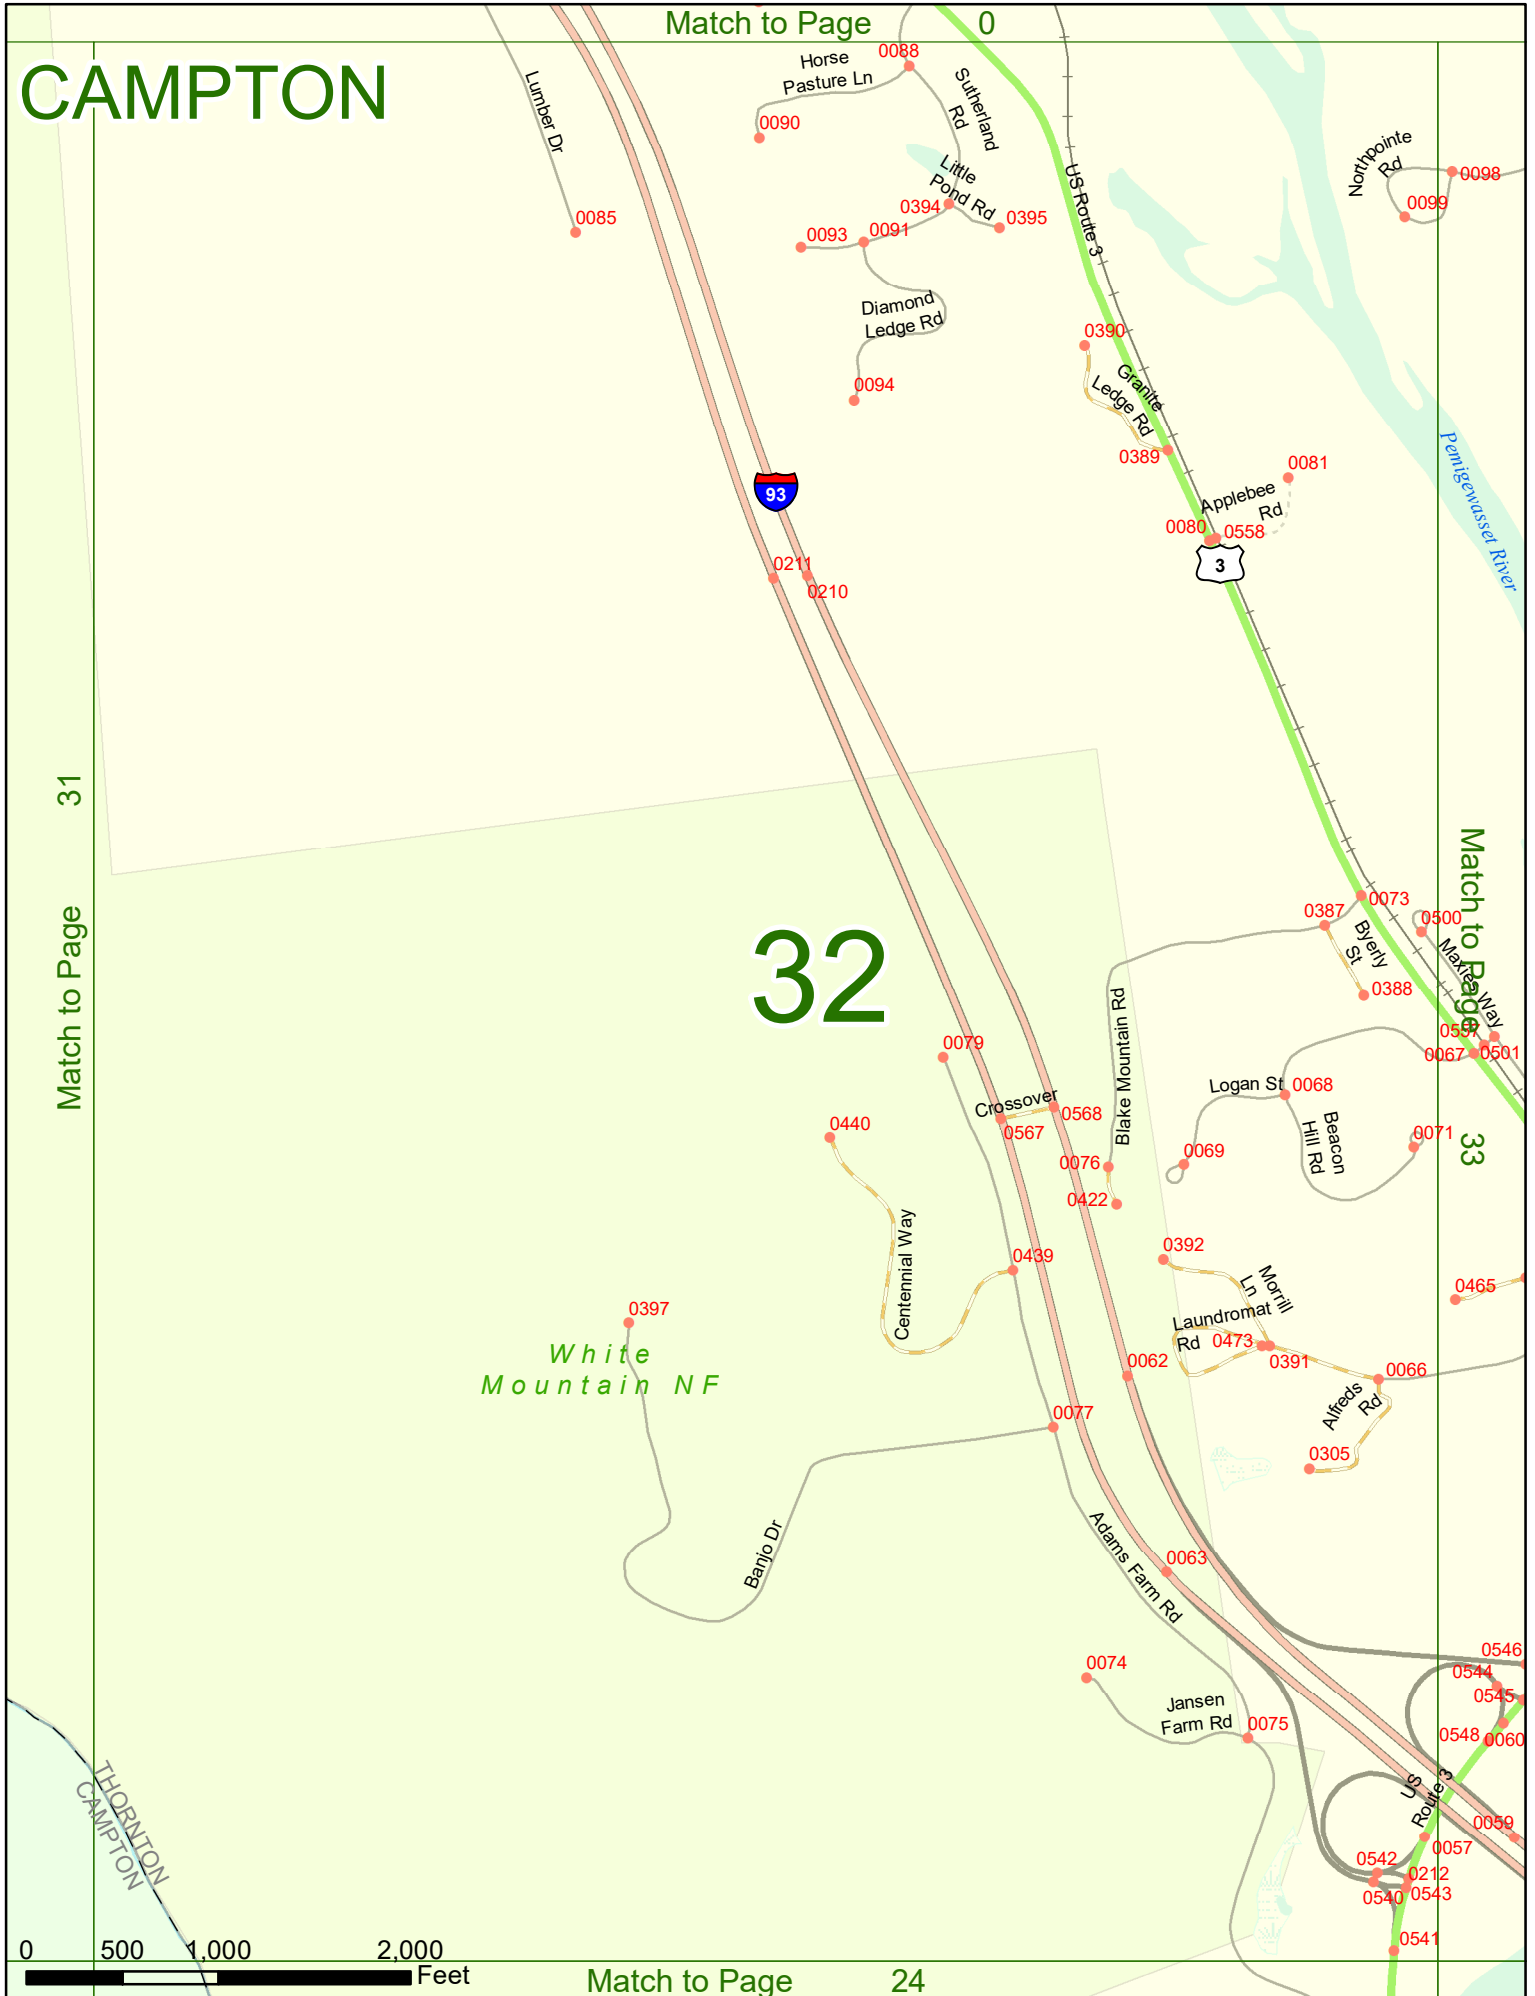 Match to Page 0
CAMPTON
Lumber Dr
0085
Horse
Pasture Ln
0088
0090
Sutherland
Rd
Little
Pond Rd
0394
0395
0093
0091
Diamond
Ledge Rd
0094
US Route 3
Northpointe
Rd
0098
0099
0390
Granite
Ledge Rd
0389
0081
Applebee
Rd
0080
0558
3
93
0211
0210
Pemigewasset River
31
Match to Page
32
0073
0387
Byerly
St
0388
0500
Maxies Way
Match to Page
33
0557
0067
0501
Blake Mountain Rd
0079
Crossover
0568
0567
0440
0076
0422
Logan St
0068
0069
Beacon
Hill Rd
0071
Centennial Way
0439
0392
Morrill
Ln
Laundromat
Rd
0473
0391
0465
0397
White
Mountain NF
0062
0066
Alfreds
Rd
0305
0077
Banjo Dr
Adams Farm Rd
0063
0074
Jansen
Farm Rd
0075
0546
0544
0545
0548
0060
US
Route 3
0059
0057
0542
0212
0540
0543
0541
THORNTON
CAMPTON
0 500 1,000 2,000
Feet
Match to Page 24